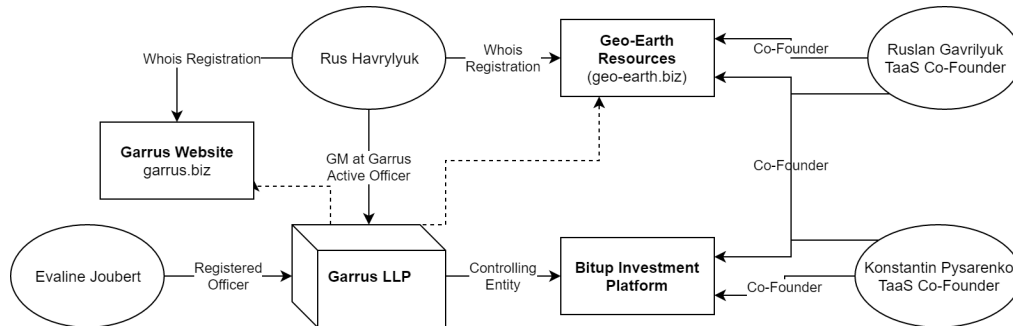 Whois Registration
Rus Havrylyuk
Whois
Registration
Geo-Earth
Resources
(geo-earth.biz)
Co-Founder
Ruslan Gavrilyuk
TaaS Co-Founder
Garrus Website
garrus.biz
GM at Garrus
Active Officer
Co-Founder
Evaline Joubert
Registered
Officer
Garrus LLP
Controlling
Entity
Bitup Investment
Platform
Co-Founder
Konstantin Pysarenko
TaaS Co-Founder